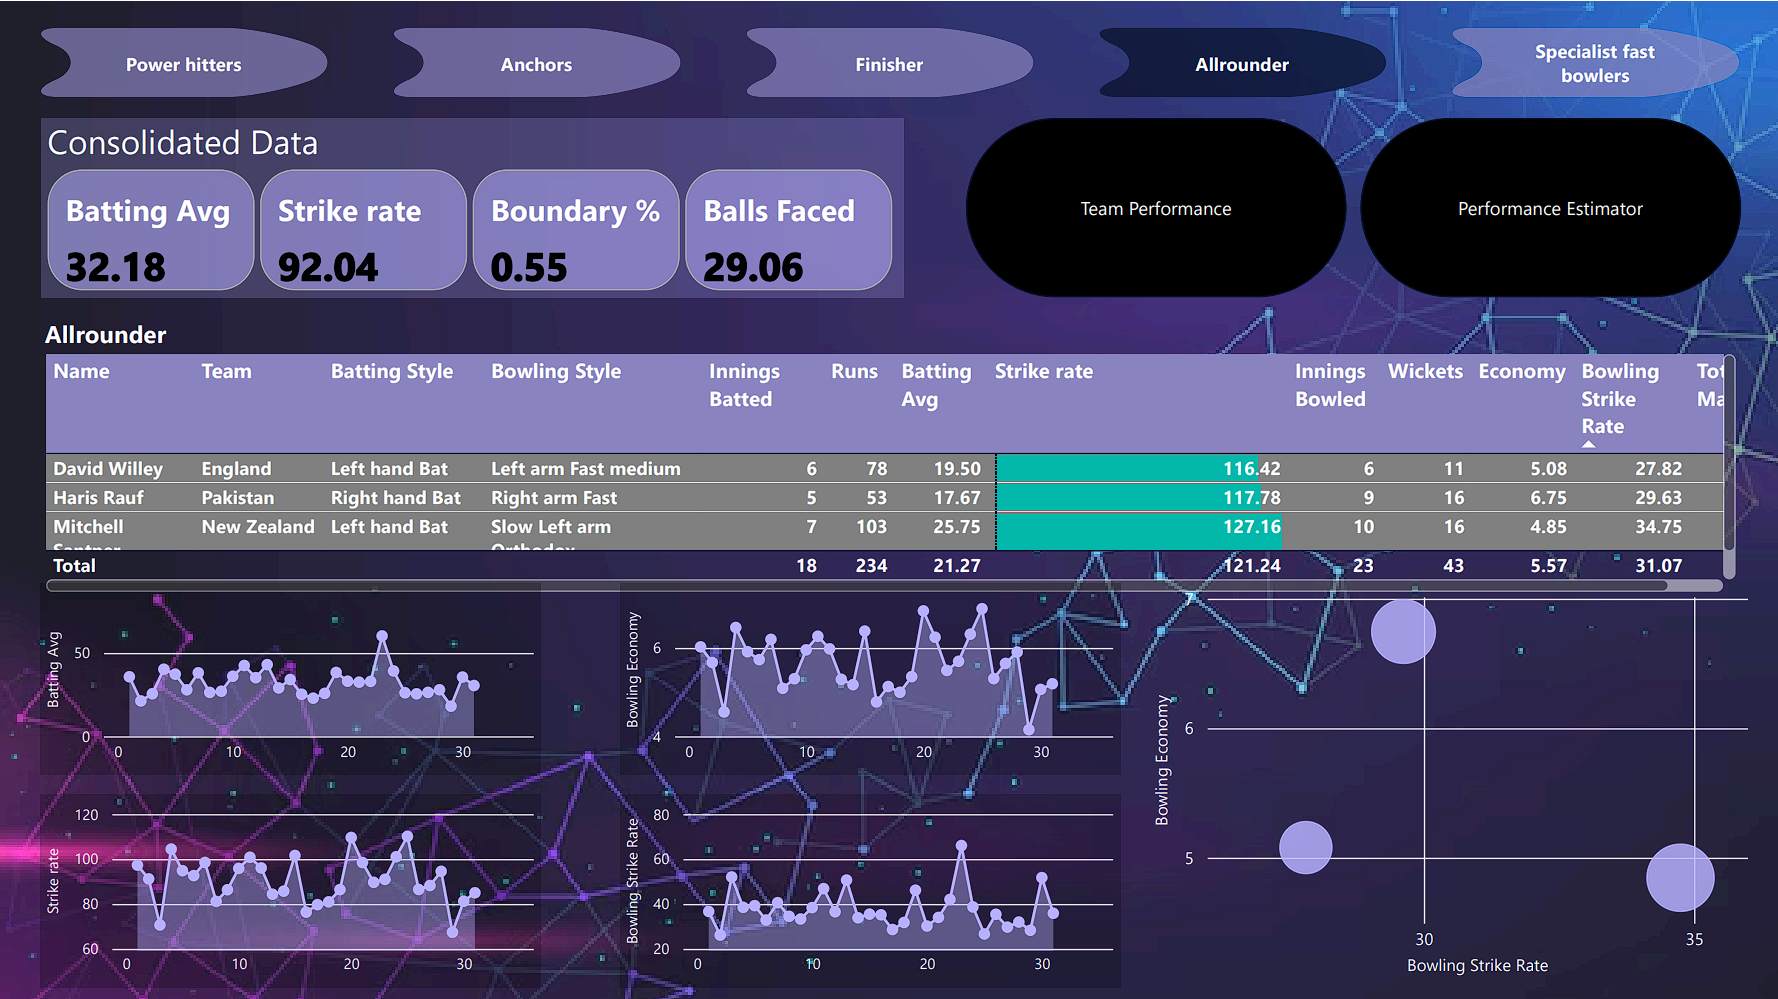 Power hitters
Anchors
Finisher
Allrounder
Specialist fast
bowlers
Consolidated Data
Batting Avg
32.18
Strike rate
92.04
Boundary %
0.55
Balls Faced
29.06
Team Performance
Performance Estimator
Allrounder
Name Team Batting Style Bowling Style Innings Batted Runs Batting Avg Strike rate Innings Bowled Wickets Economy Bowling Strike Rate
David Willey England Left hand Bat Left arm Fast medium 6 78 19.50 116.42 6 11 5.08 27.82
Haris Rauf Pakistan Right hand Bat Right arm Fast 5 53 17.67 117.78 9 16 6.75 29.63
Mitchell Santner New Zealand Left hand Bat Slow Left arm Orthodox 7 103 25.75 127.16 10 16 4.85 34.75
Total 18 234 21.27 121.24 23 43 5.57 31.07
Batting Avg
50
0
0 10 20 30
Bowling Economy
6
4
0 10 20 30
Strike rate
120
100
80
60
0 10 20 30
Bowling Strike Rate
80
60
40
20
0 10 20 30
Bowling Economy
7
6
5
30 35
Bowling Strike Rate